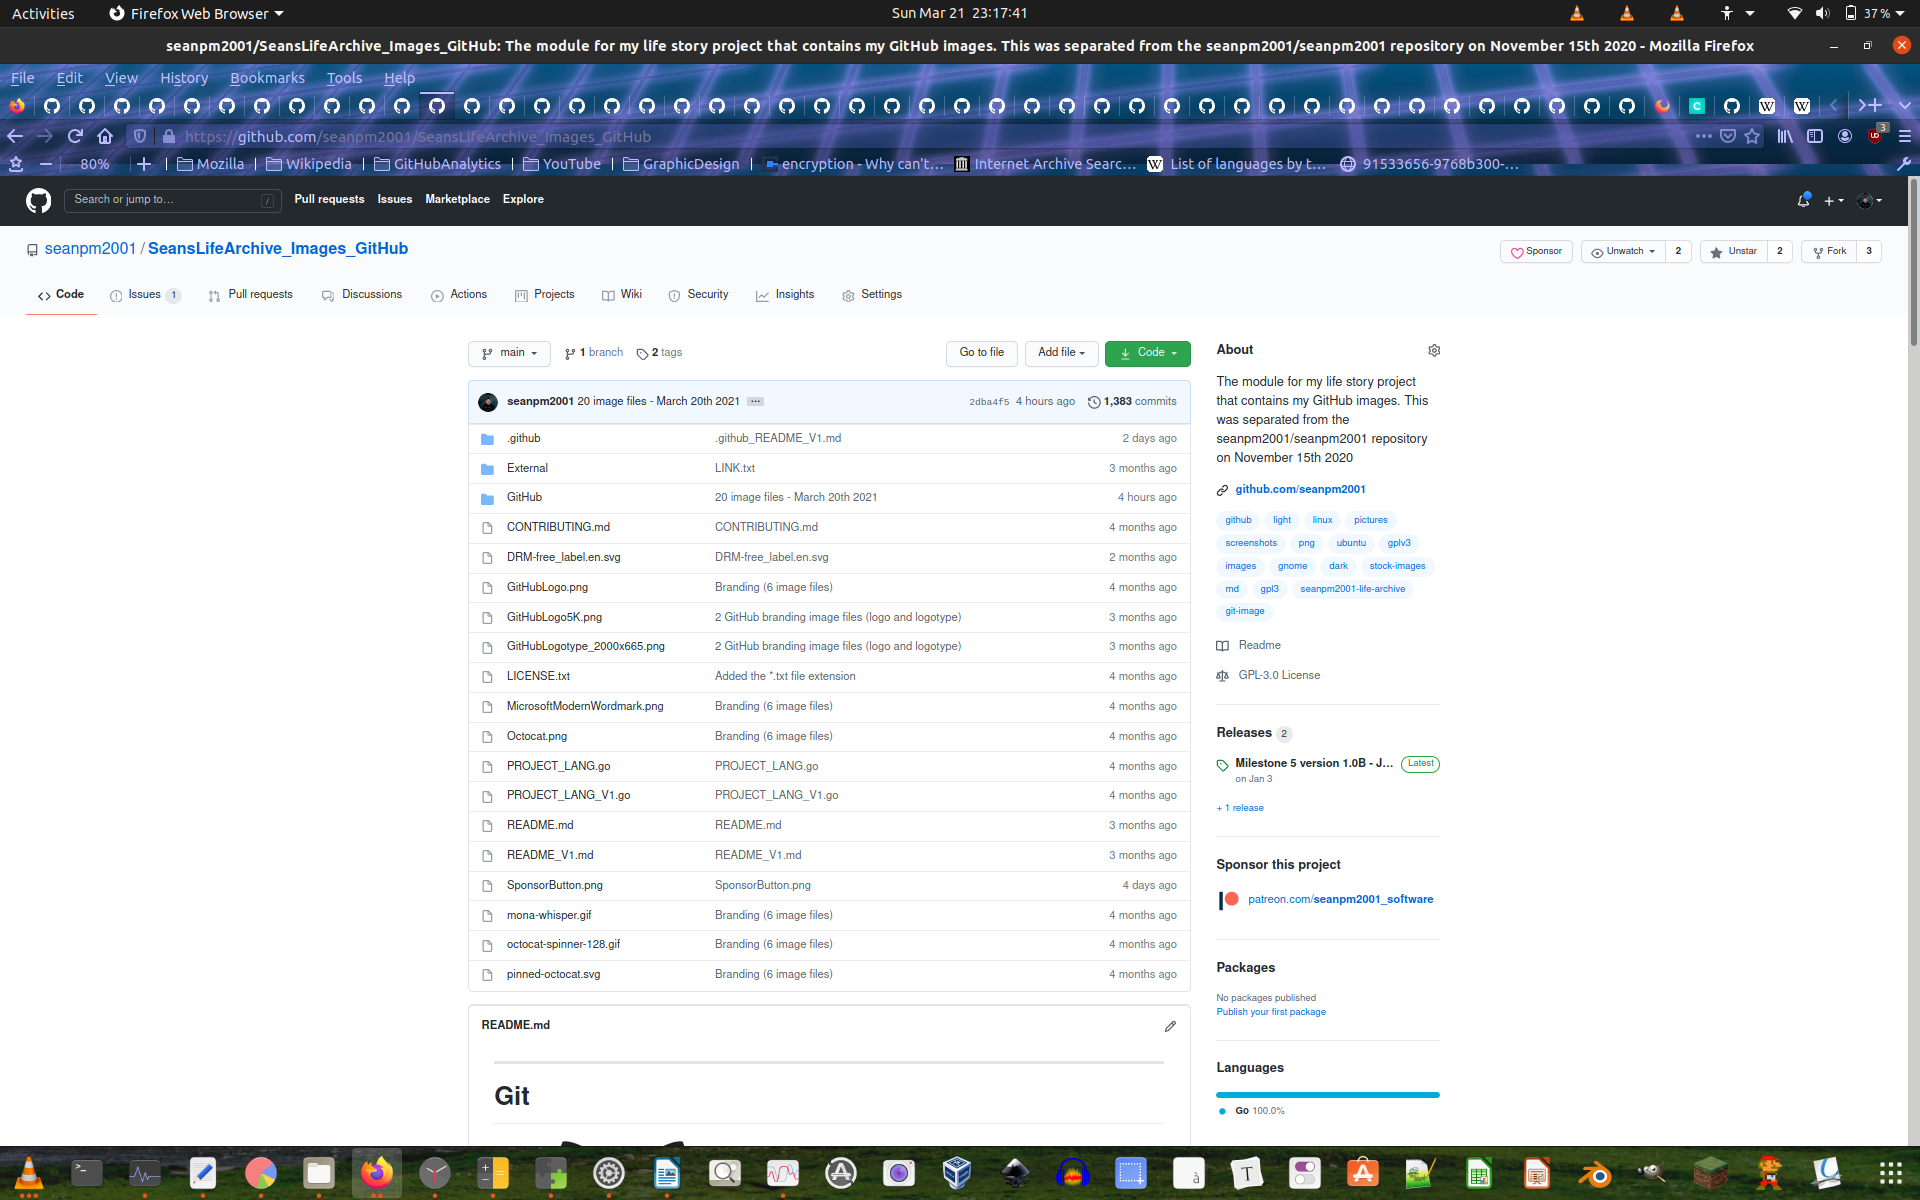 Activities Firefox Web Browser Sun Mar 21 23:17:41 37 %
seanpm2001/SeansLifeArchive_Images_GitHub: The module for my life story project that contains my GitHub images. This was separated from the seanpm2001/seanpm2001 repository on November 15th 2020 - Mozilla Firefox
File Edit View History Bookmarks Tools Help
https://github.com/seanpm2001/SeansLifeArchive_Images_GitHub 3
80% Mozilla Wikipedia GitHubAnalytics YouTube GraphicDesign encryption - Why can't… Internet Archive Searc… List of languages by t… 91533656-9768b300-…
Search or jump to… / Pull requests Issues Marketplace Explore
seanpm2001 / SeansLifeArchive_Images_GitHub Sponsor Unwatch 2 Unstar 2 Fork 3
Code Issues 1 Pull requests Discussions Actions Projects Wiki Security Insights Settings
main 1 branch 2 tags Go to file Add file Code
seanpm2001 20 image files - March 20th 2021 ... 2dba4f5 4 hours ago 1,383 commits
.github .github_README_V1.md 2 days ago
External LINK.txt 3 months ago
GitHub 20 image files - March 20th 2021 4 hours ago
CONTRIBUTING.md CONTRIBUTING.md 4 months ago
DRM-free_label.en.svg DRM-free_label.en.svg 2 months ago
GitHubLogo.png Branding (6 image files) 4 months ago
GitHubLogo5K.png 2 GitHub branding image files (logo and logotype) 3 months ago
GitHubLogotype_2000x665.png 2 GitHub branding image files (logo and logotype) 3 months ago
LICENSE.txt Added the *.txt file extension 4 months ago
MicrosoftModernWordmark.png Branding (6 image files) 4 months ago
Octocat.png Branding (6 image files) 4 months ago
PROJECT_LANG.go PROJECT_LANG.go 4 months ago
PROJECT_LANG_V1.go PROJECT_LANG_V1.go 4 months ago
README.md README.md 3 months ago
README_V1.md README_V1.md 3 months ago
SponsorButton.png SponsorButton.png 4 days ago
mona-whisper.gif Branding (6 image files) 4 months ago
octocat-spinner-128.gif Branding (6 image files) 4 months ago
pinned-octocat.svg Branding (6 image files) 4 months ago
README.md
Git
About
The module for my life story project
that contains my GitHub images. This
was separated from the
seanpm2001/seanpm2001 repository
on November 15th 2020
github.com/seanpm2001
github light linux pictures
screenshots png ubuntu gplv3
images gnome dark stock-images
md gpl3 seanpm2001-life-archive
git-image
Readme
GPL-3.0 License
Releases 2
Milestone 5 version 1.0B - J... Latest
on Jan 3
+ 1 release
Sponsor this project
patreon.com/seanpm2001_software
Packages
No packages published
Publish your first package
Languages
Go 100.0%